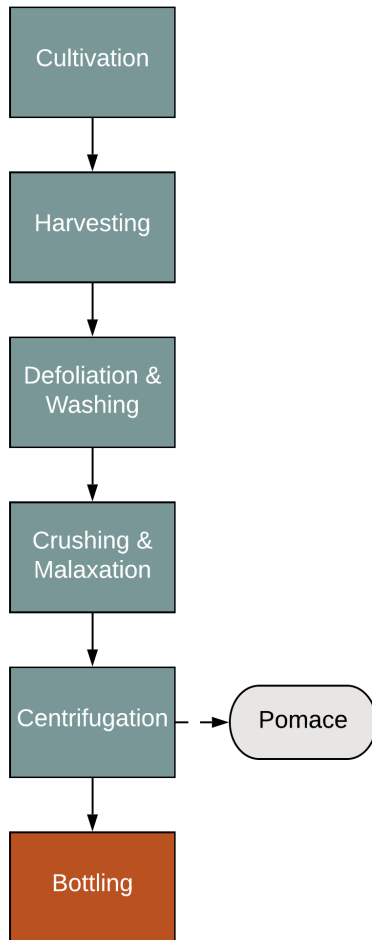 Cultivation
Harvesting
Defoliation &
Washing
Crushing &
Malaxation
Centrifugation
Pomace
Bottling